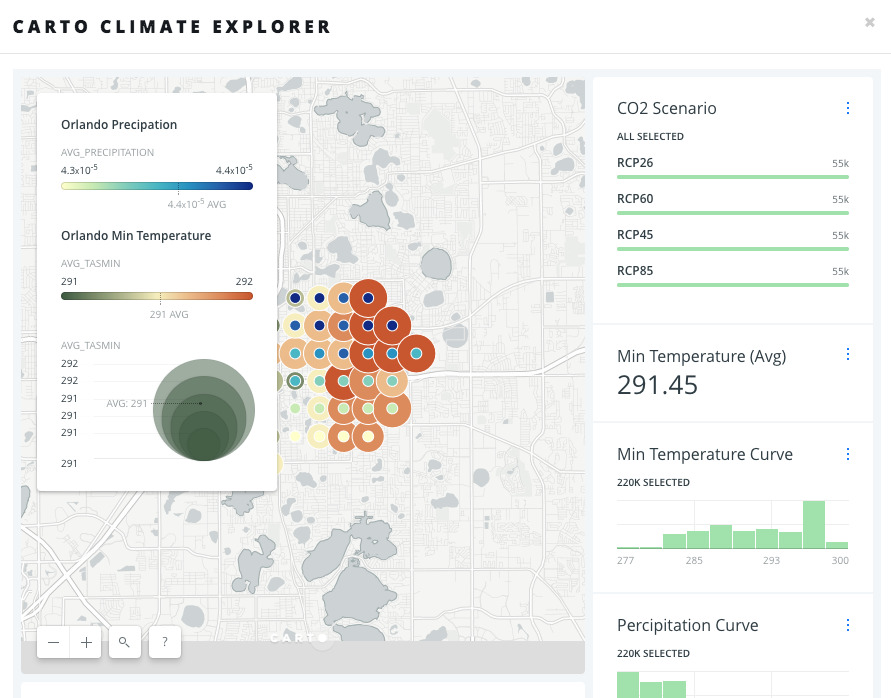 CARTO CLIMATE EXPLORER
×
Orlando Precipation
AVG_PRECIPITATION
4.3x10⁻⁵ 4.4x10⁻⁵
4.4x10⁻⁵ AVG
Orlando Min Temperature
AVG_TASMIN
291 292
291 AVG
AVG_TASMIN
292
292
291
AVG: 291
291
291
291
− + ?
CARTO
CO2 Scenario
ALL SELECTED
RCP26 55k
RCP60 55k
RCP45 55k
RCP85 55k
Min Temperature (Avg)
291.45
Min Temperature Curve
220K SELECTED
277 285 293 300
Percipitation Curve
220K SELECTED